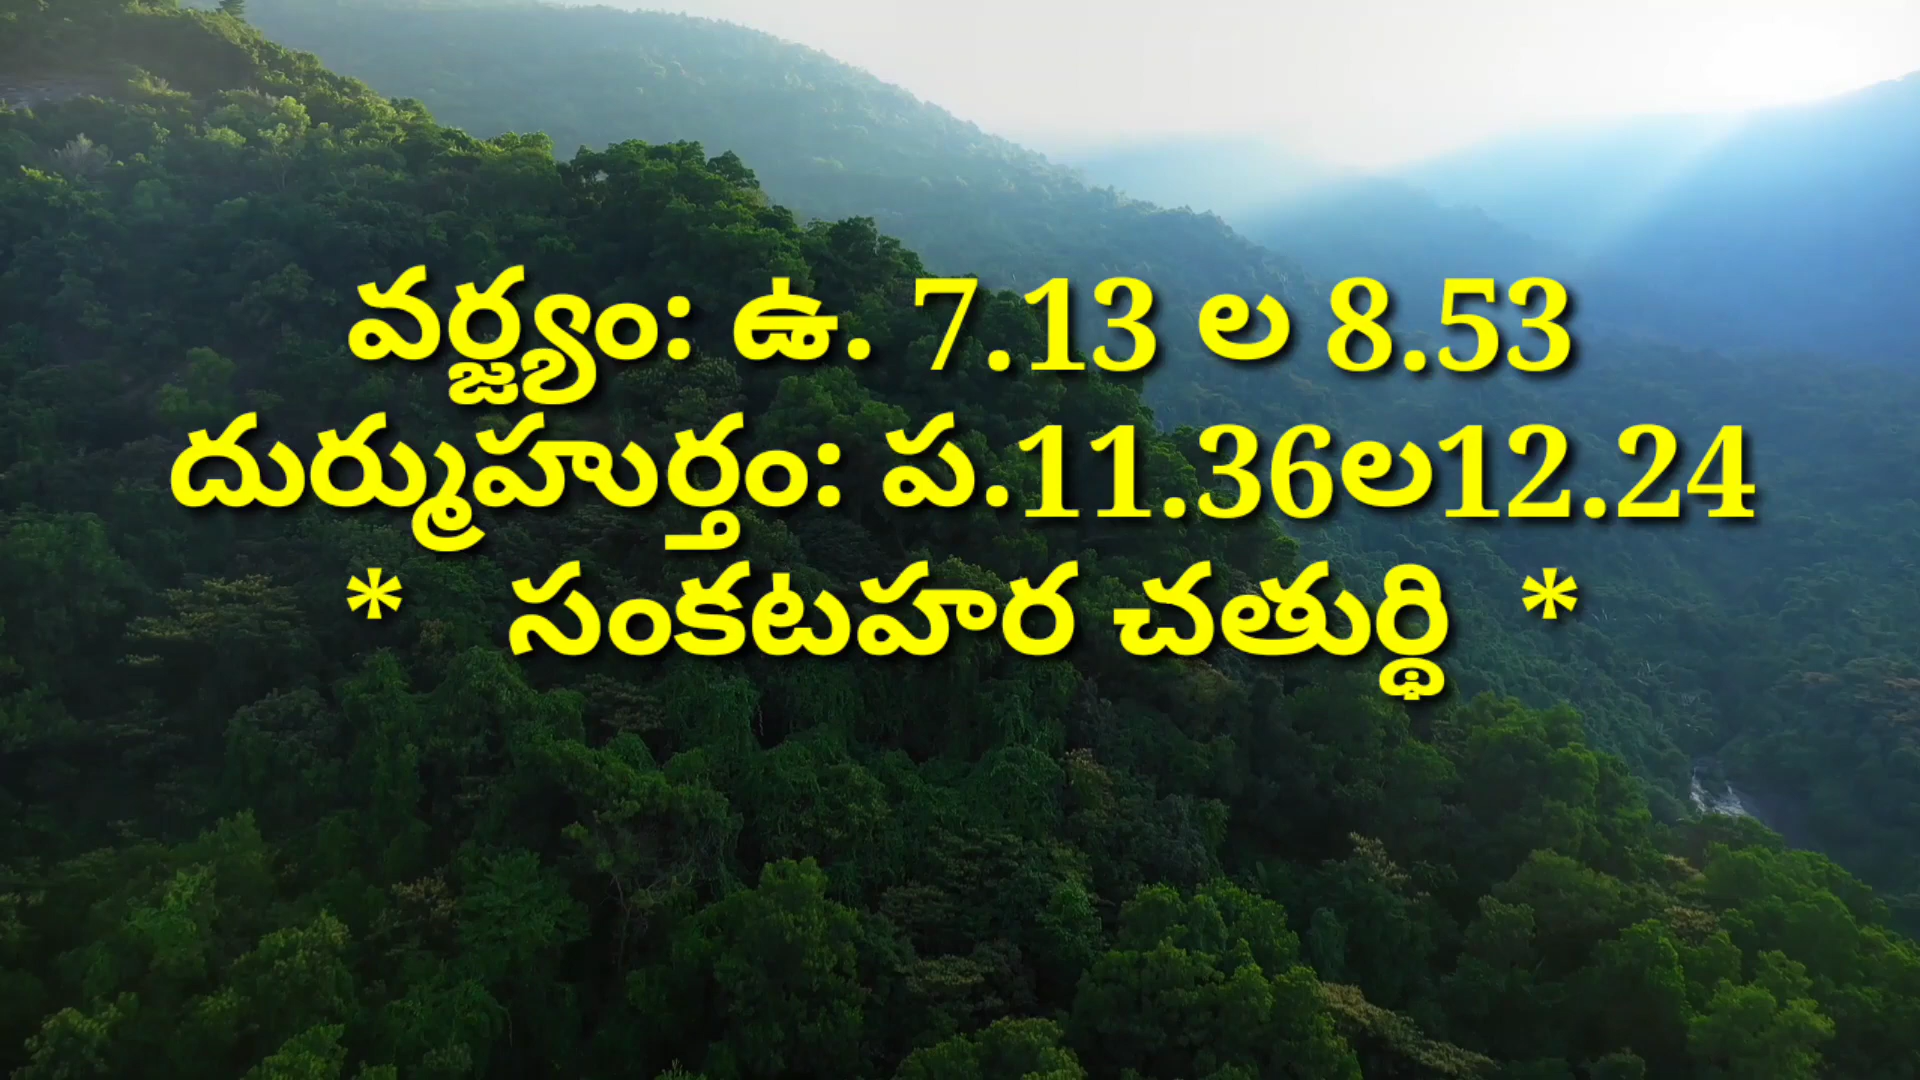 వర్జ్యం: ఉ. 7.13 ల 8.53
దుర్ముహుర్తం: ప.11.36ల12.24
* సంకటహర చతుర్థి *